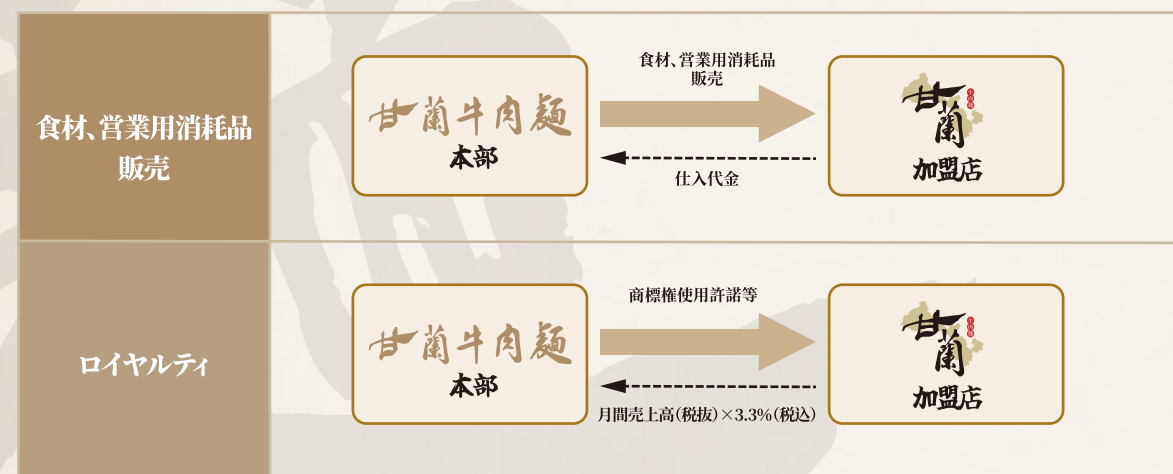 食材、営業用消耗品
販売
甘蘭牛肉麺
本部
食材、営業用消耗品
販売
仕入代金
甘蘭
加盟店
ロイヤルティ
甘蘭牛肉麺
本部
商標権使用許諾等
月間売上高(税抜)×3.3%(税込)
甘蘭
加盟店